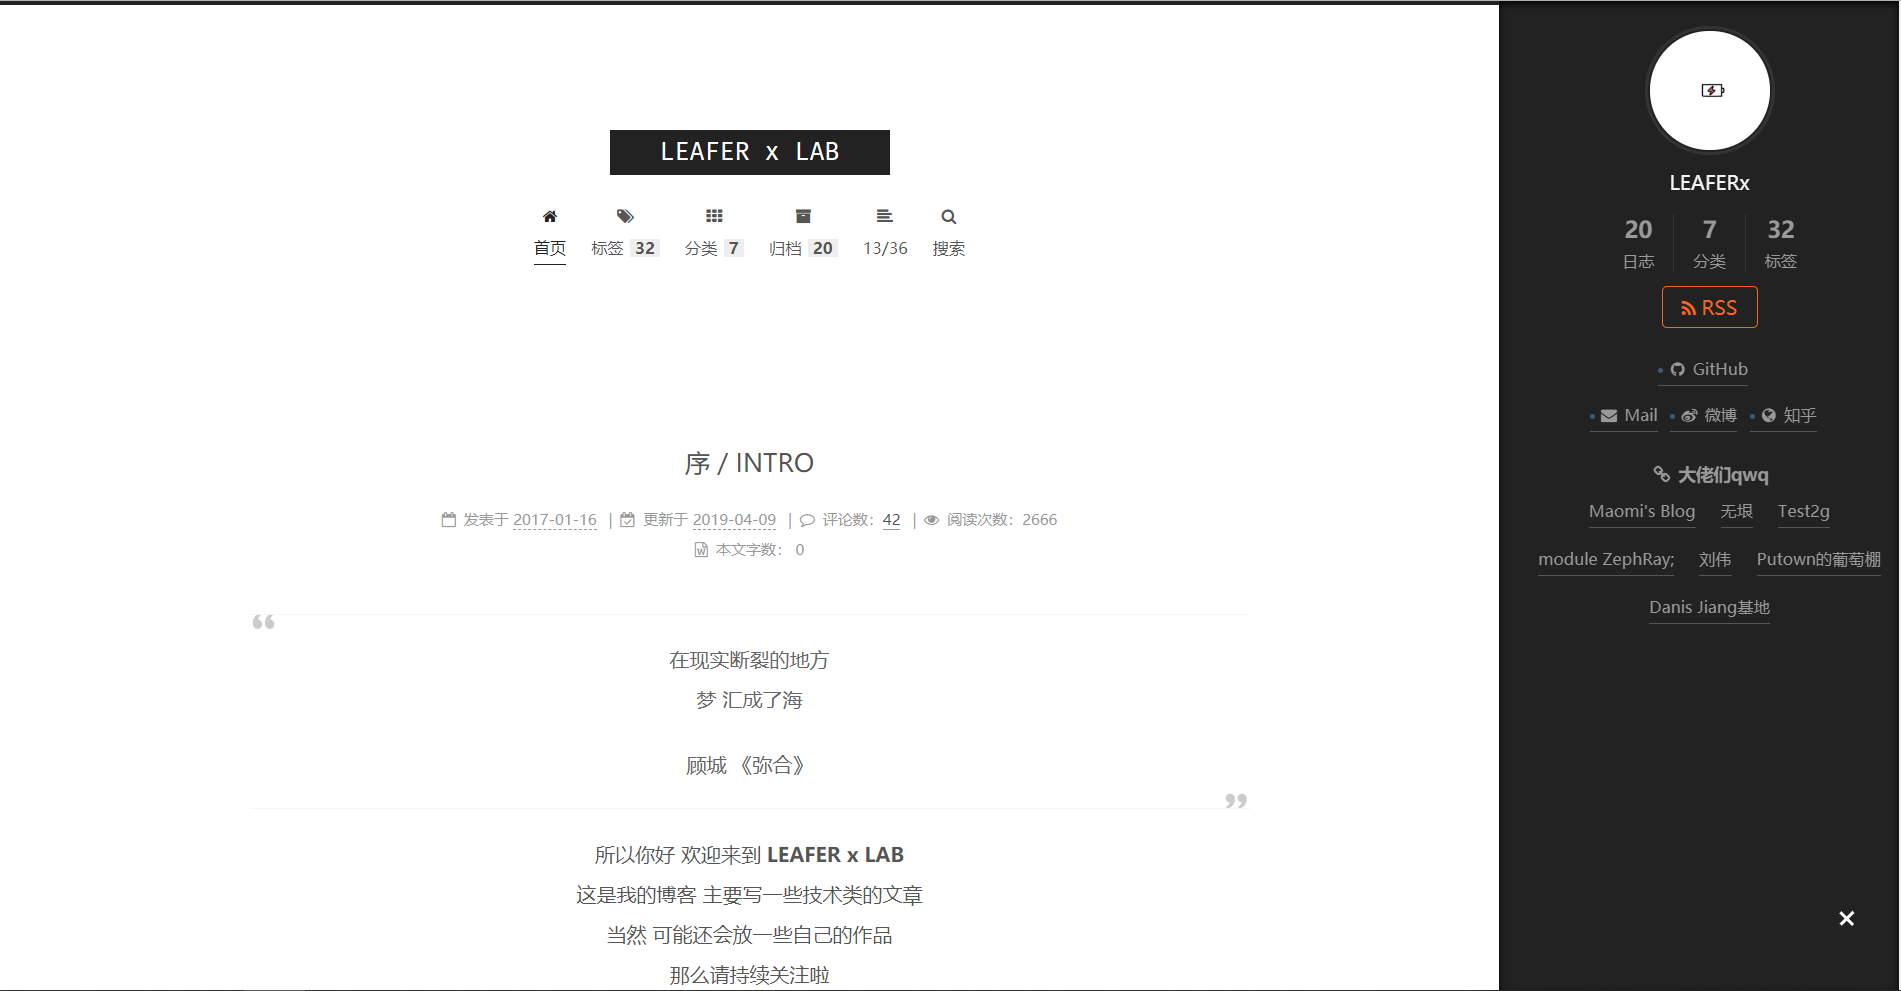 LEAFER x LAB
首页 标签 32 分类 7 归档 20 13/36 搜索
序 / INTRO
发表于 2017-01-16 | 更新于 2019-04-09 | 评论数： 42 | 阅读次数： 2666
本文字数： 0
“
在现实断裂的地方
梦 汇成了海
顾城 《弥合》
”
所以你好 欢迎来到 LEAFER x LAB
这是我的博客 主要写一些技术类的文章
当然 可能还会放一些自己的作品
那么请持续关注啦
LEAFERx
20 7 32
日志 分类 标签
RSS
GitHub
Mail 微博 知乎
大佬们qwq
Maomi's Blog 无垠 Test2g
module ZephRay; 刘伟 Putown的葡萄棚
Danis Jiang基地